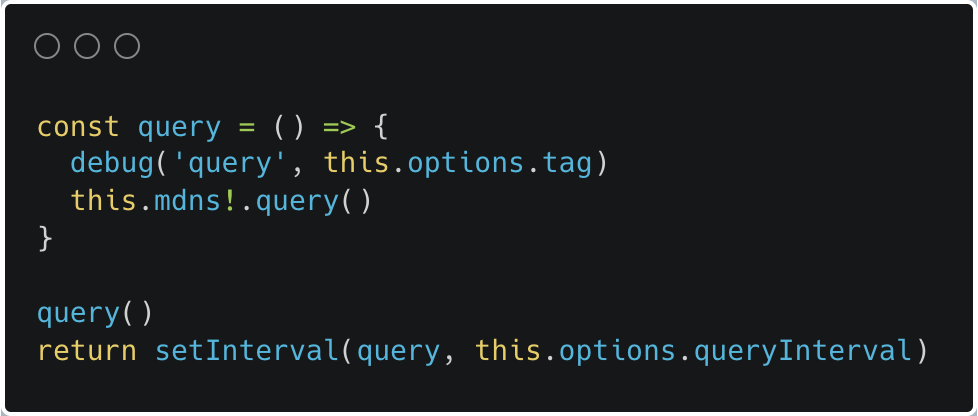 const query = () => {
  debug('query', this.options.tag)
  this.mdns!.query()
}

query()
return setInterval(query, this.options.queryInterval)